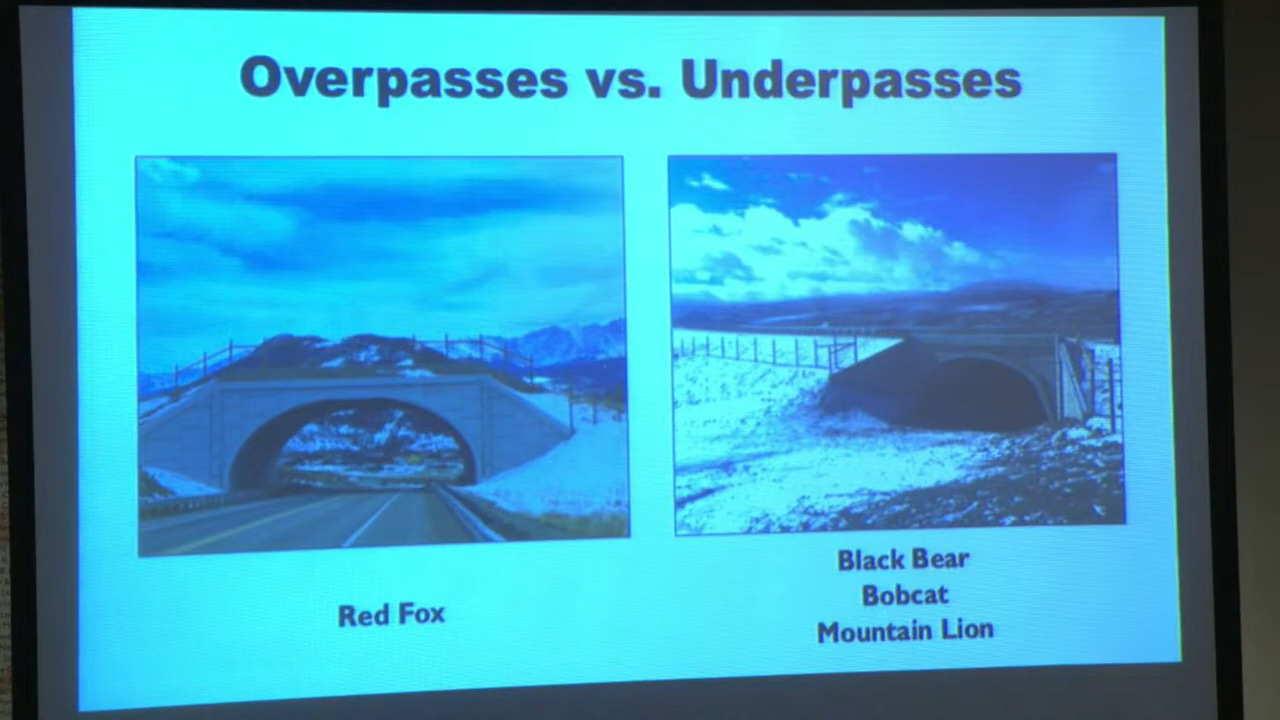 Overpasses vs. Underpasses
Red Fox
Black Bear
Bobcat
Mountain Lion